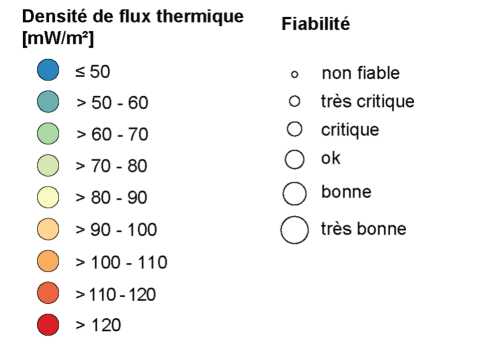 Densité de flux thermique
[mW/m²]
≤ 50
> 50 - 60
> 60 - 70
> 70 - 80
> 80 - 90
> 90 - 100
> 100 - 110
> 110 - 120
> 120
Fiabilité
non fiable
très critique
critique
ok
bonne
très bonne